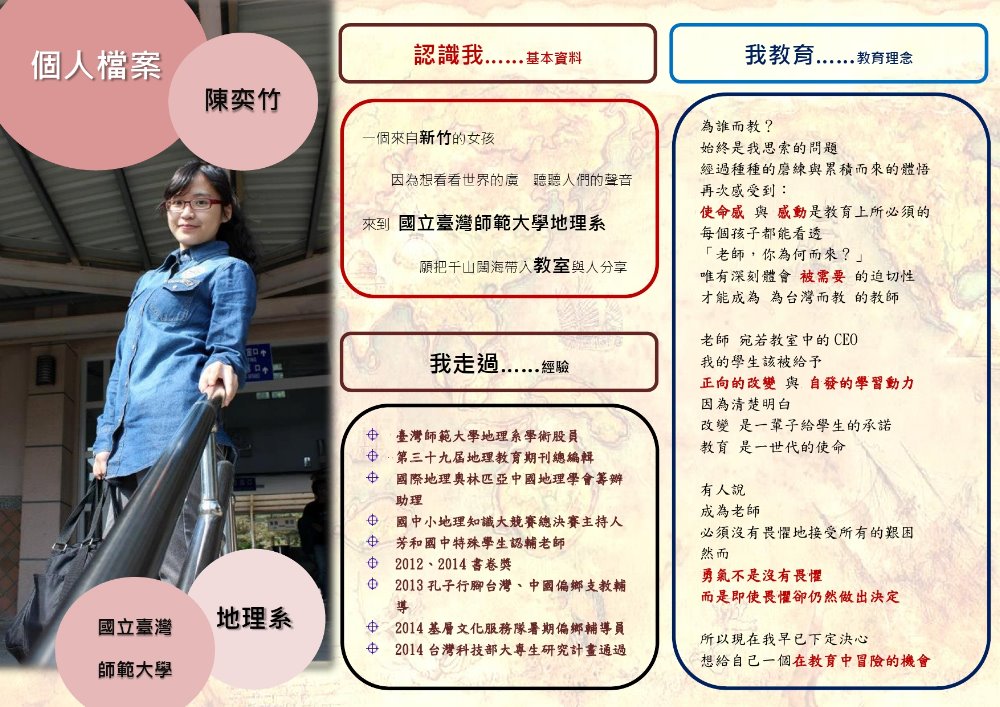 個人檔案
陳奕竹
國立臺灣
師範大學
地理系
認識我……基本資料
一個來自新竹的女孩
因為想看看世界的廣 聽聽人們的聲音
來到 國立臺灣師範大學地理系
願把千山闊海帶入教室與人分享
我走過……經驗
臺灣師範大學地理系學術股員
第三十九屆地理教育期刊總編輯
國際地理奧林匹亞中國地理學會籌辦
助理
國中小地理知識大競賽總決賽主持人
芳和國中特殊學生認輔老師
2012、2014 書卷獎
2013 孔子行腳台灣、中國偏鄉支教輔
導
2014 基層文化服務隊暑期偏鄉輔導員
2014 台灣科技部大專生研究計畫通過
我教育……教育理念
為誰而教？
始終是我思索的問題
經過種種的磨練與累積而來的體悟
再次感受到：
使命感 與 感動是教育上所必須的
每個孩子都能看透
「老師，你為何而來？」
唯有深刻體會 被需要 的迫切性
才能成為 為台灣而教 的教師
老師 宛若教室中的 CEO
我的學生該被給予
正向的改變 與 自發的學習動力
因為清楚明白
改變 是一輩子給學生的承諾
教育 是一世代的使命
有人說
成為老師
必須沒有畏懼地接受所有的艱困
然而
勇氣不是沒有畏懼
而是即使畏懼卻仍然做出決定
所以現在我早已下定決心
想給自己一個在教育中冒險的機會